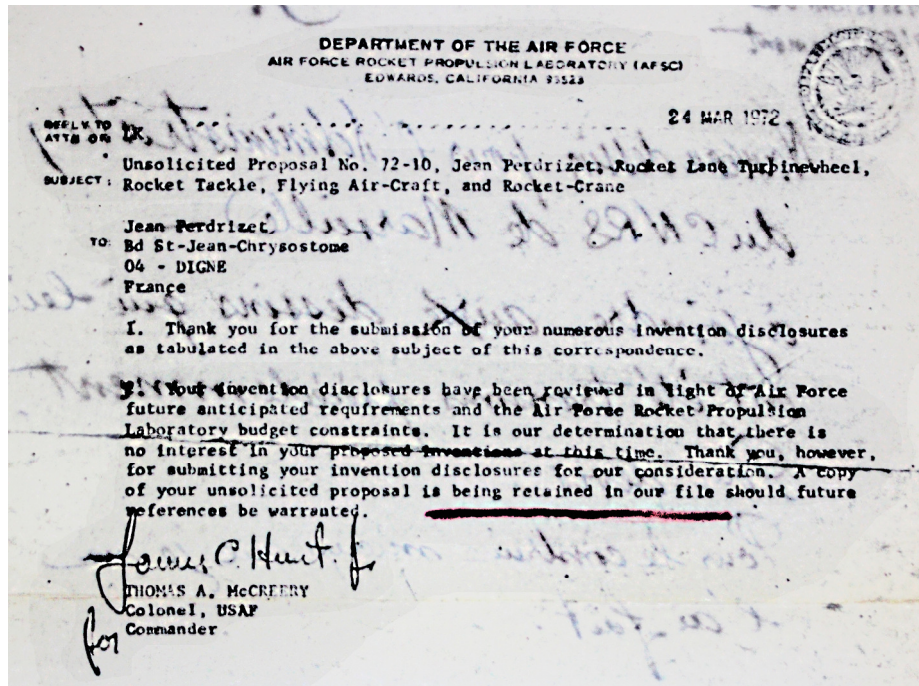 DEPARTMENT OF THE AIR FORCE
AIR FORCE ROCKET PROPULSION LABORATORY (AFSC)
EDWARDS, CALIFORNIA 93523
24 MAR 1972
REPLY TO
ATTN OF:
SUBJECT: Unsolicited Proposal No. 72-10, Jean Perdrizet; Rocket Lane Turbinewheel,
Rocket Tackle, Flying Air-Craft, and Rocket-Crane
TO: Jean Perdrizet
Bd St-Jean-Chrysostome
04 - DIGNE
France
1. Thank you for the submission of your numerous invention disclosures
as tabulated in the above subject of this correspondence.
2. Your invention disclosures have been reviewed in light of Air Force
future anticipated requirements and the Air Force Rocket Propulsion
Laboratory budget constraints. It is our determination that there is
no interest in your proposed inventions at this time. Thank you, however,
for submitting your invention disclosures for our consideration. A copy
of your unsolicited proposal is being retained in our file should future
references be warranted.
for
THOMAS A. McCREERY
Colonel, USAF
Commander